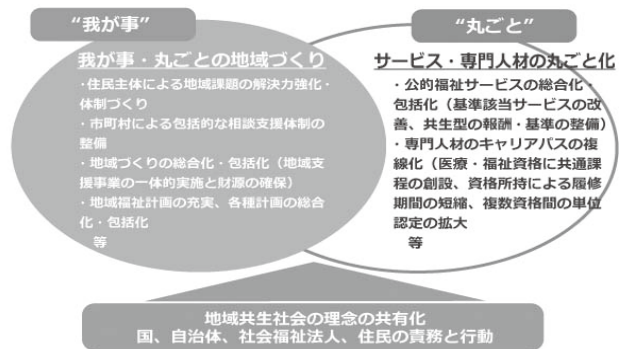 “我が事”
我が事・丸ごとの地域づくり
・住民主体による地域課題の解決力強化・
体制づくり
・市町村による包括的な相談支援体制の
整備
・地域づくりの総合化・包括化（地域支
援事業の一体的実施と財源の確保）
・地域福祉計画の充実、各種計画の総合
化・包括化
等
“丸ごと”
サービス・専門人材の丸ごと化
・公的福祉サービスの総合化・
包括化（基準該当サービスの改
善、共生型の報酬・基準の整備）
・専門人材のキャリアパスの複
線化（医療・福祉資格に共通課
程の創設、資格所持による履修
期間の短縮、複数資格間の単位
認定の拡大
等
地域共生社会の理念の共有化
国、自治体、社会福祉法人、住民の責務と行動